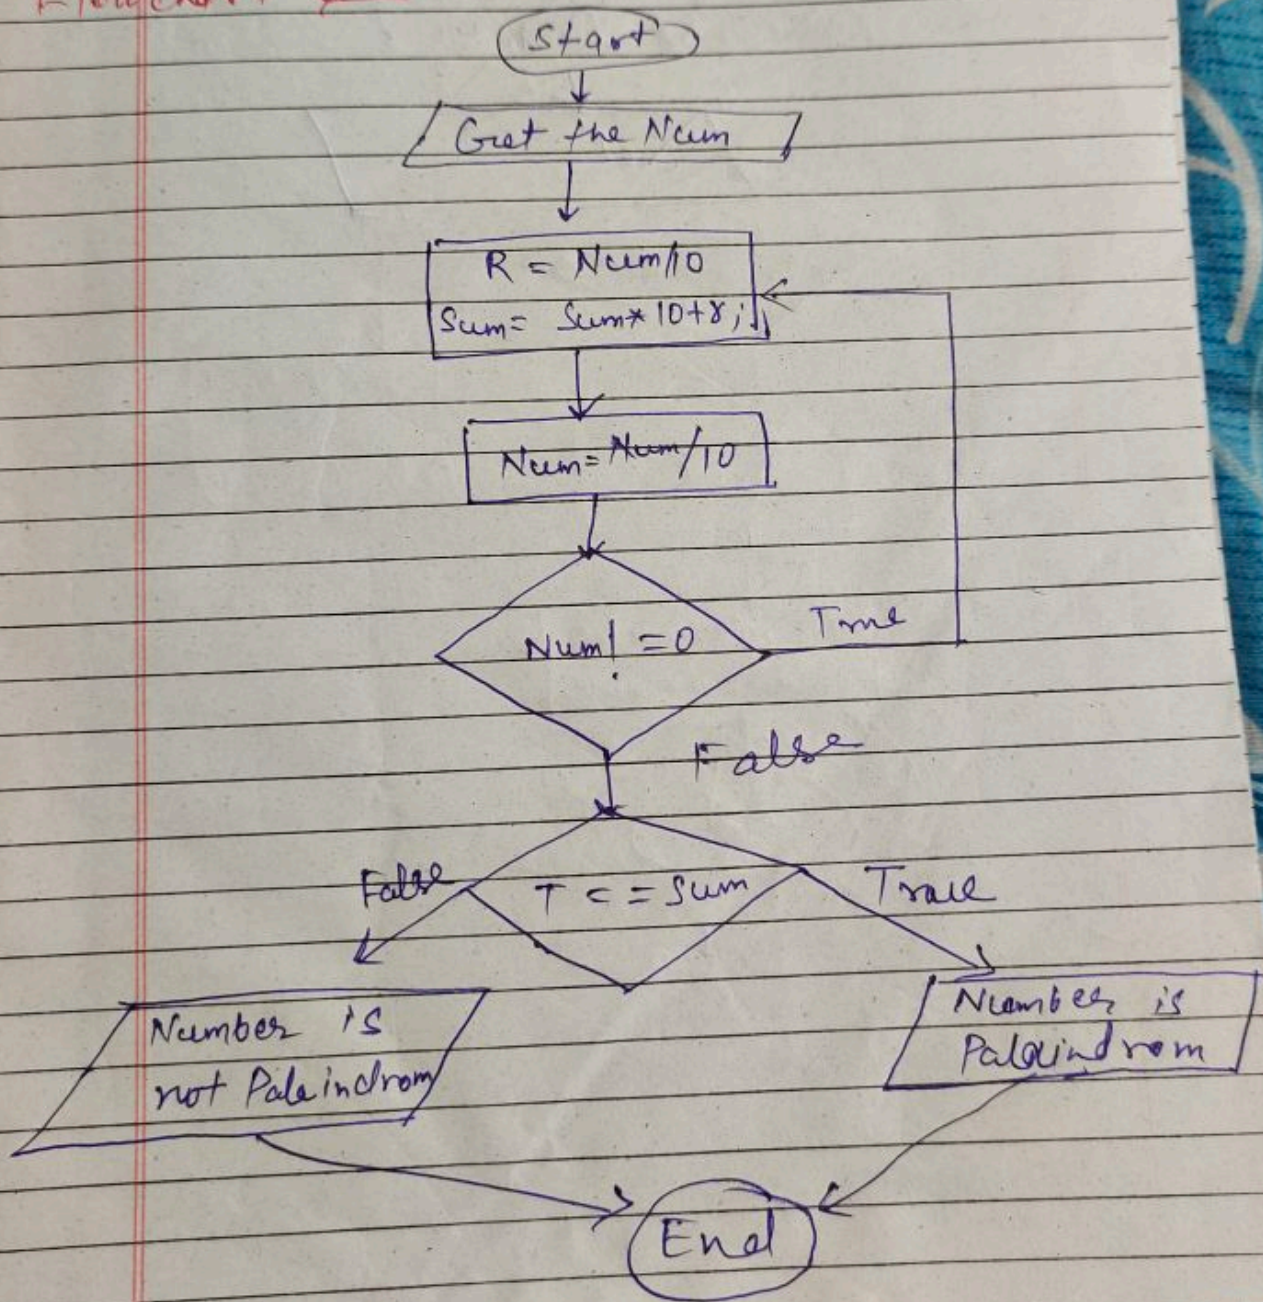 Start
Get the Num
R = Num/10
Sum = Sum* 10+r;
Num=Num/10
Num! =0
True
False
False
T <= = Sum
True
Number is
not Palaindrom
Number is
Palaindrom
End